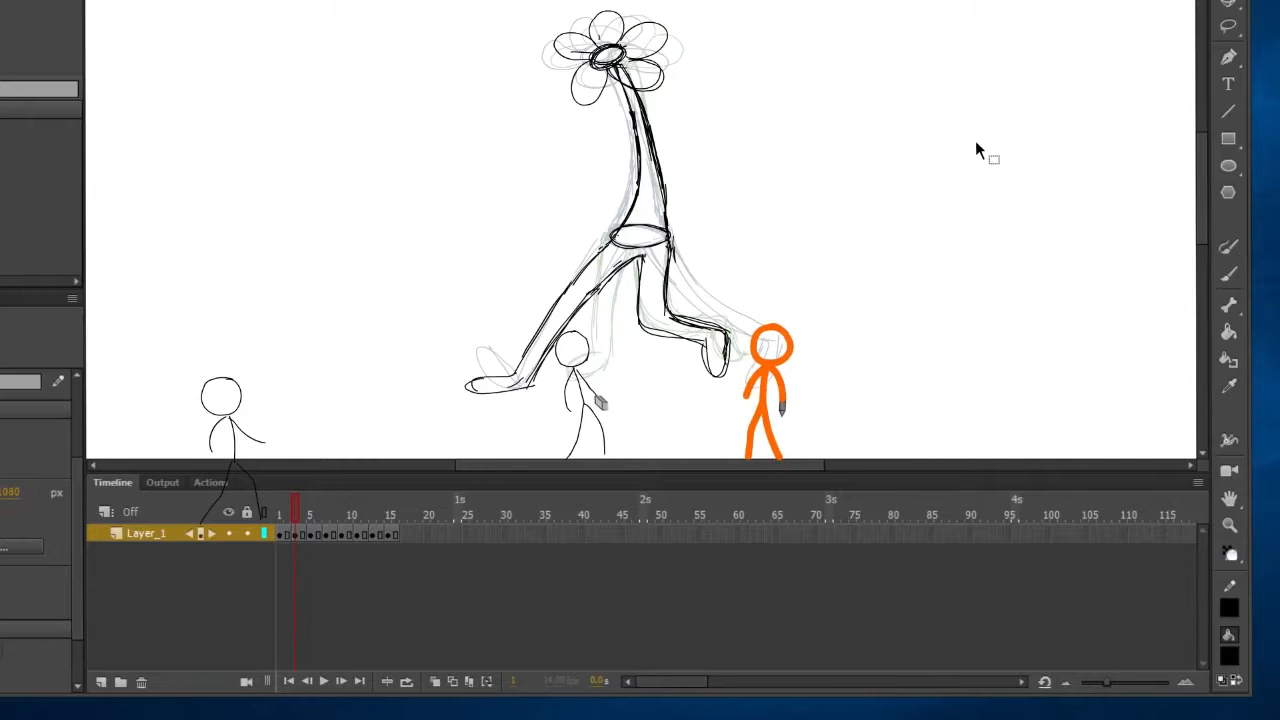 T
1080 px
...
Timeline Output Actions
1s 2s 3s 4s
Off 1 5 10 15 20 25 30 35 40 45 50 55 60 65 70 75 80 85 90 95 100 105 110 115
Layer_1
1 0.0s